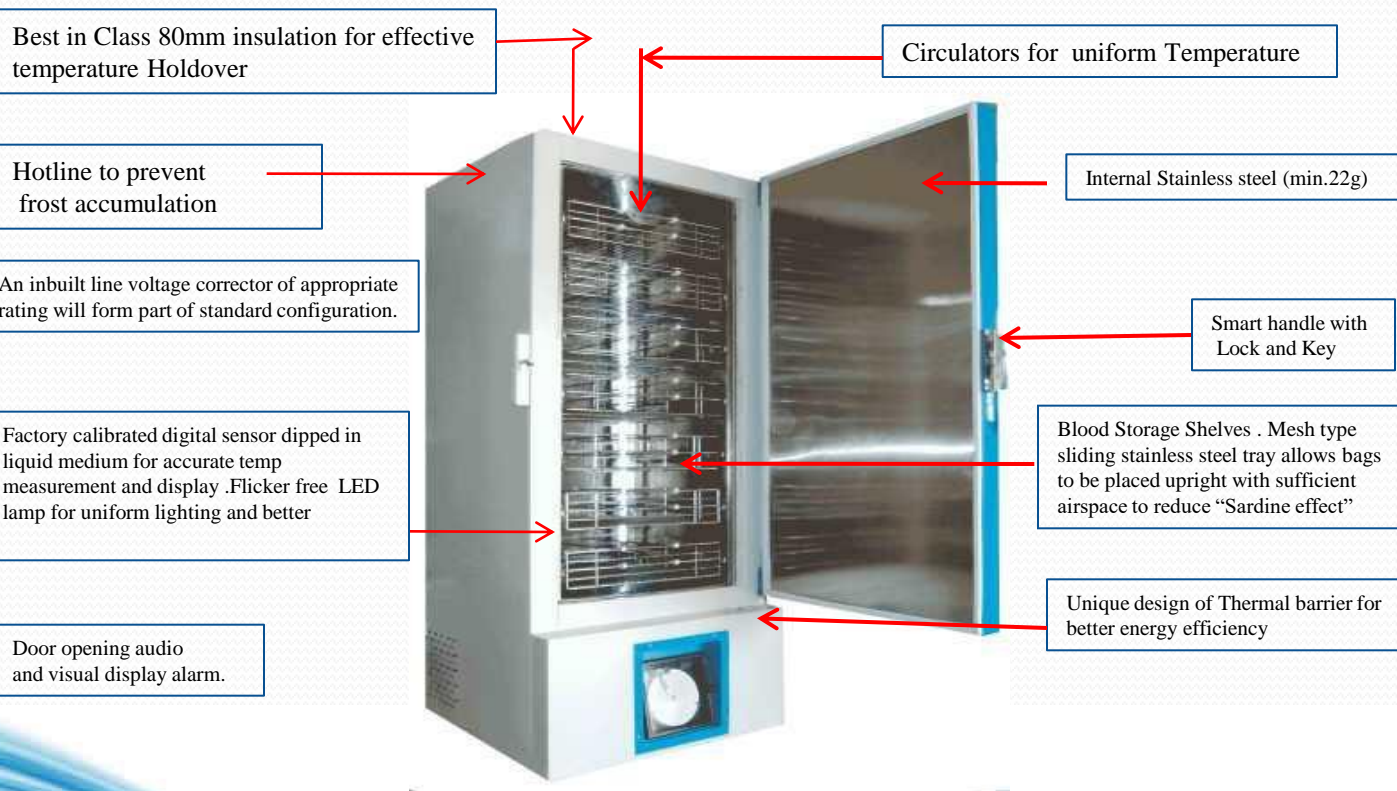 Best in Class 80mm insulation for effective
temperature Holdover
Circulators for uniform Temperature
Hotline to prevent
frost accumulation
Internal Stainless steel (min.22g)
An inbuilt line voltage corrector of appropriate
rating will form part of standard configuration.
Smart handle with
Lock and Key
Factory calibrated digital sensor dipped in
liquid medium for accurate temp
measurement and display .Flicker free LED
lamp for uniform lighting and better
Blood Storage Shelves . Mesh type
sliding stainless steel tray allows bags
to be placed upright with sufficient
airspace to reduce “Sardine effect”
Unique design of Thermal barrier for
better energy efficiency
Door opening audio
and visual display alarm.